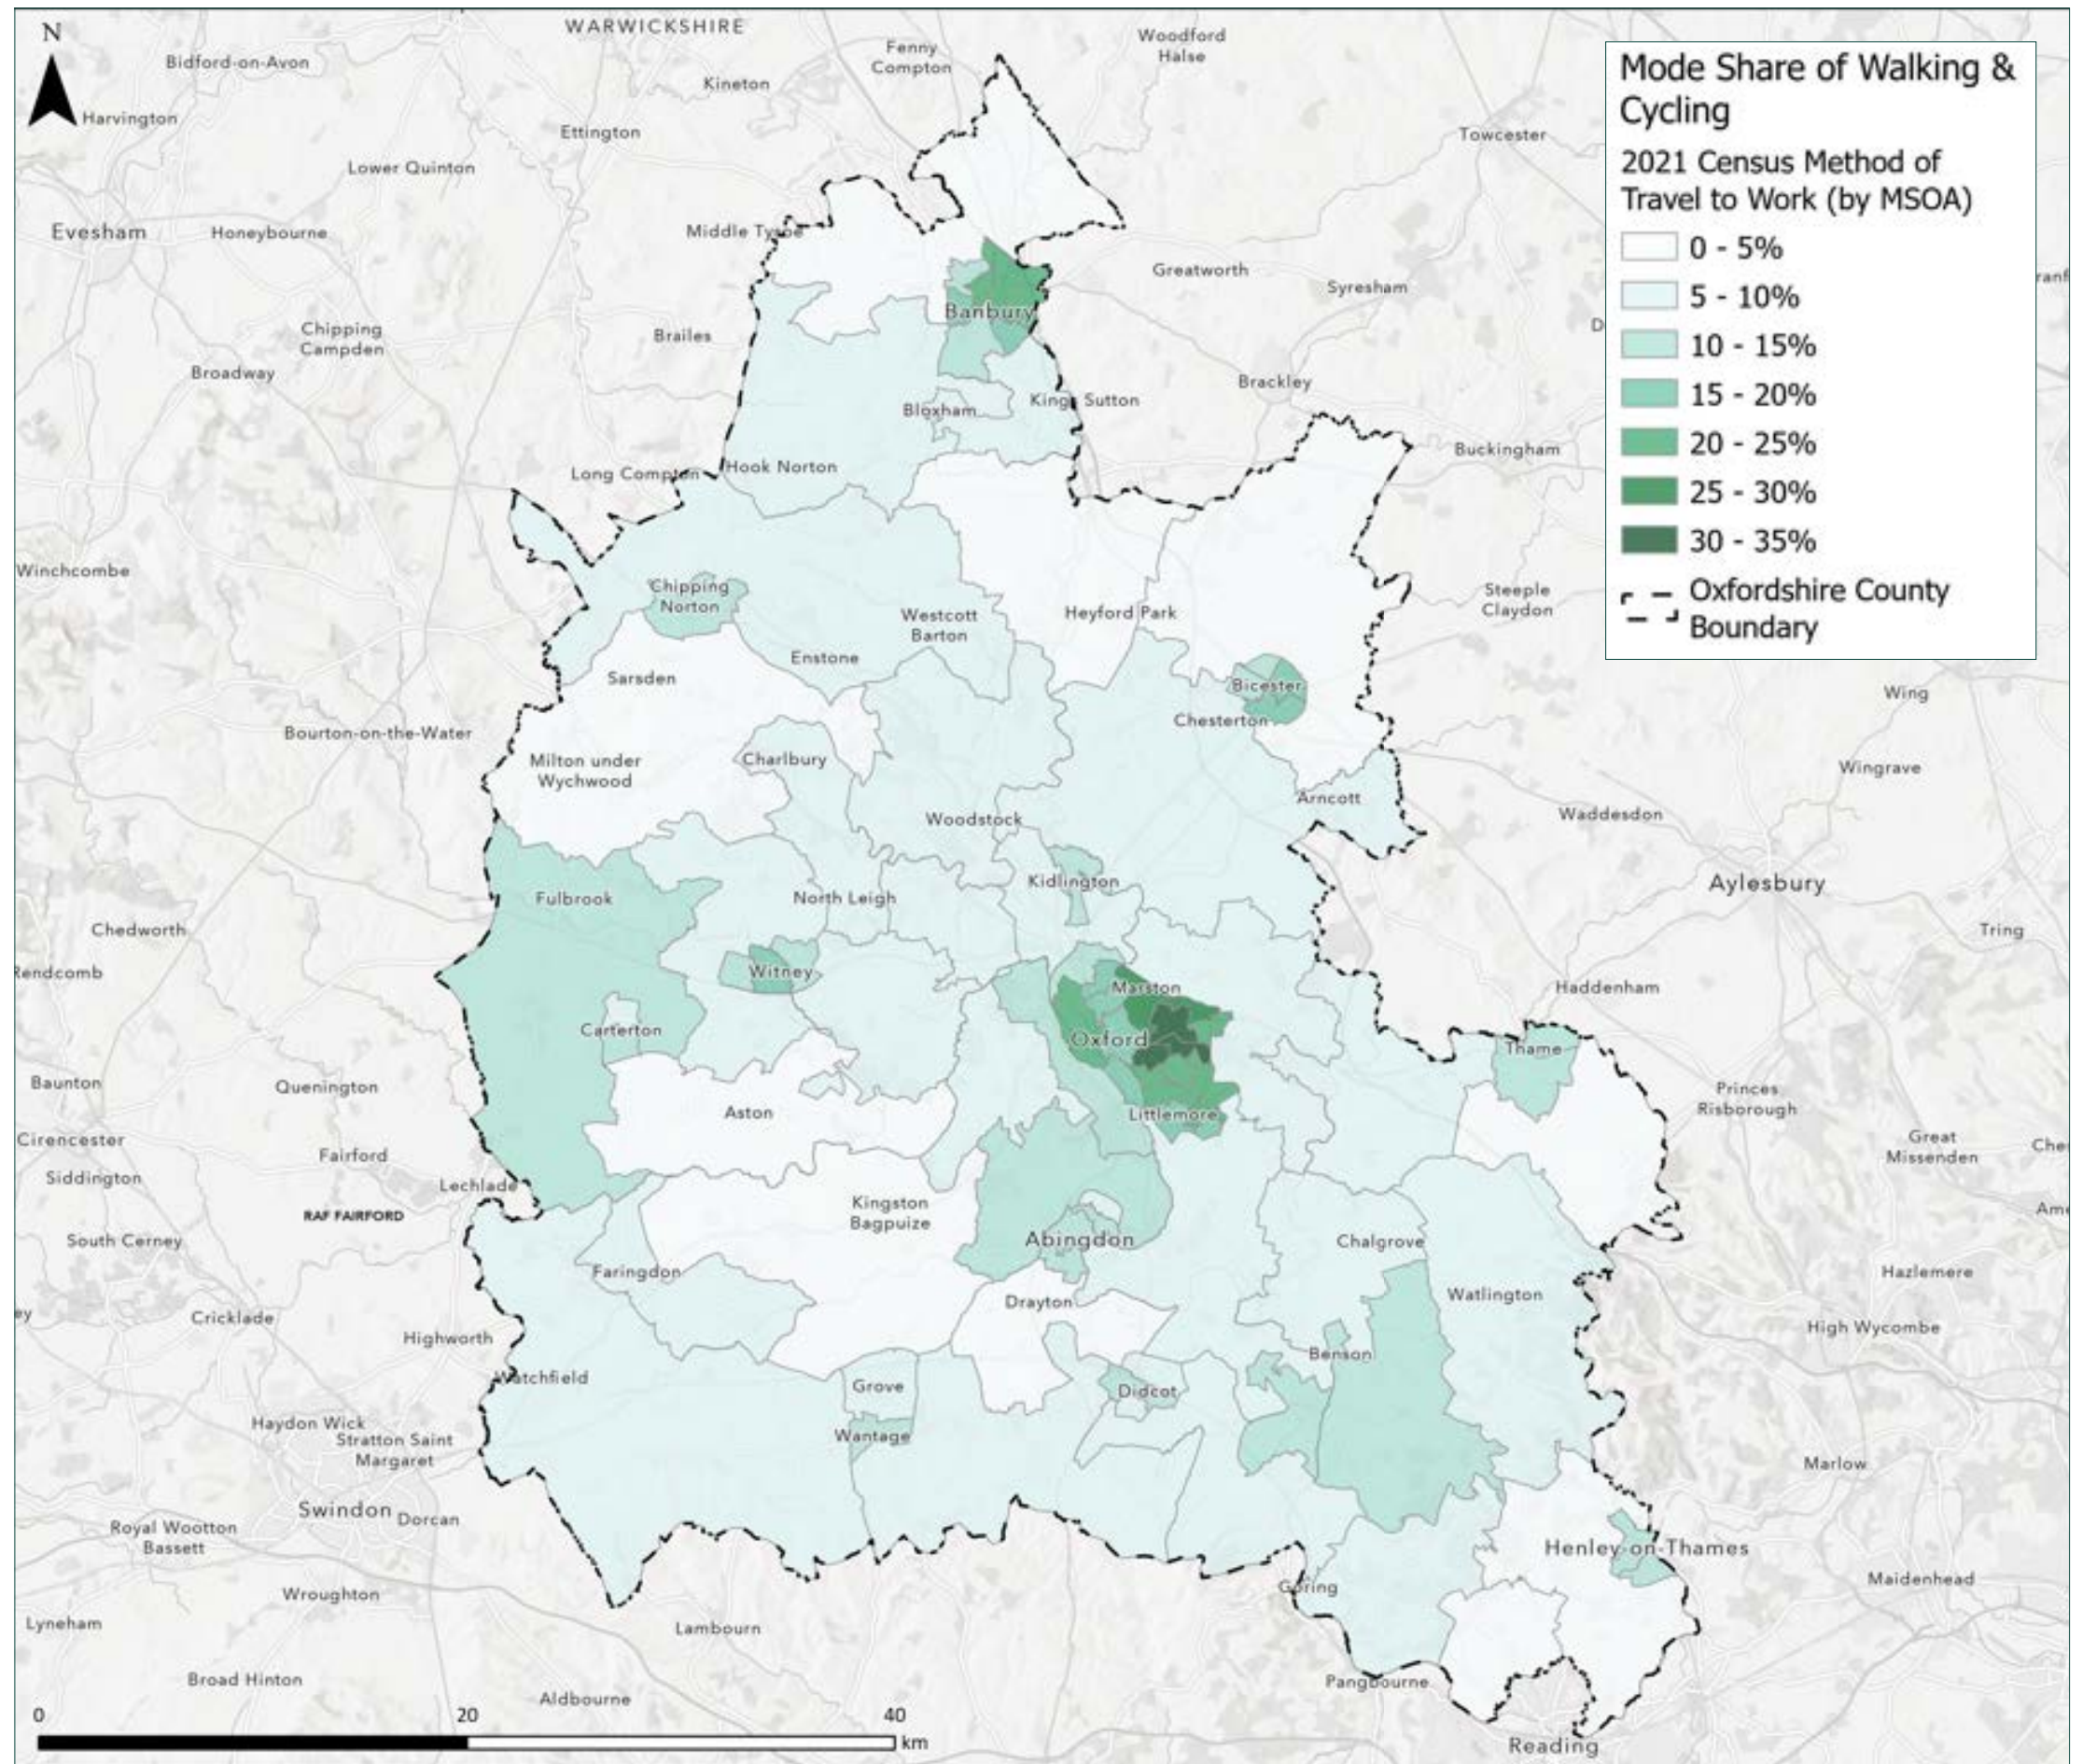 N
WARWICKSHIRE
Bidford-on-Avon
Harvington
Lower Quinton
Ettington
Kineton
Fenny
Compton
Woodford
Halse
Towcester
Evesham
Honeybourne
Middle Tysoe
Greatworth
Syresham
Chipping
Campden
Brailes
Banbury
Broadway
Brackley
Bloxham
Kings Sutton
Buckingham
Long Compton
Hook Norton
Winchcombe
Chipping
Norton
Westcott
Barton
Heyford Park
Steeple
Claydon
Enstone
Sarsden
Bicester
Chesterton
Wing
Bourton-on-the-Water
Milton under
Wychwood
Charlbury
Wingrave
Arncott
Woodstock
Waddesdon
Kidlington
Aylesbury
Fulbrook
North Leigh
Chedworth
Tring
Rendcomb
Witney
Marston
Haddenham
Carterton
Oxford
Thame
Baunton
Quenington
Aston
Littlemore
Princes
Risborough
Cirencester
Siddington
Fairford
Great
Missenden
Che
Lechlade
RAF FAIRFORD
Kingston
Bagpuize
Ame
South Cerney
Abingdon
Chalgrove
Faringdon
Hazlemere
Drayton
Watlington
ey
Cricklade
Highworth
High Wycombe
Benson
Watchfield
Grove
Didcot
Haydon Wick
Stratton Saint
Margaret
Wantage
Marlow
Swindon
Dorcan
Royal Wootton
Bassett
Henley-on-Thames
Wroughton
Goring
Maidenhead
Lyneham
Lambourn
Broad Hinton
Aldbourne
Pangbourne
Reading
0
20
40
km
Mode Share of Walking &
Cycling
2021 Census Method of
Travel to Work (by MSOA)
0 - 5%
5 - 10%
10 - 15%
15 - 20%
20 - 25%
25 - 30%
30 - 35%
Oxfordshire County
Boundary